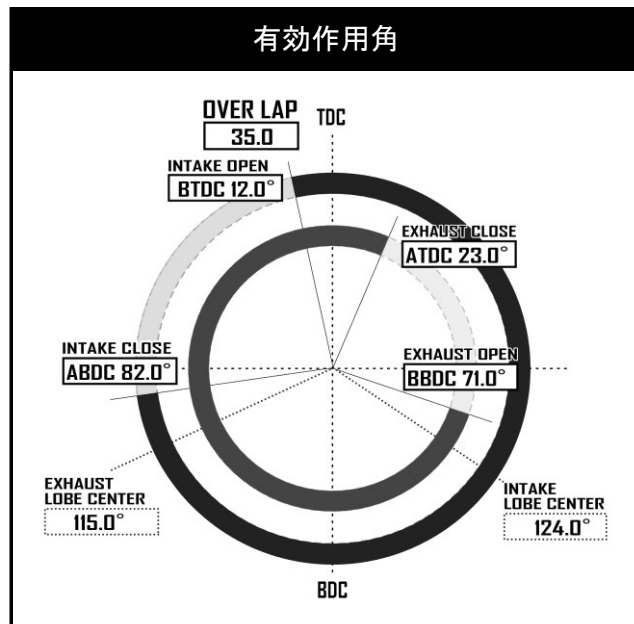 有効作用角
OVER LAP
35.0
TDC
INTAKE OPEN
BTDC 12.0°
EXHAUST CLOSE
ATDC 23.0°
INTAKE CLOSE
ABDC 82.0°
EXHAUST OPEN
BBDC 71.0°
EXHAUST
LOBE CENTER
115.0°
INTAKE
LOBE CENTER
124.0°
BDC